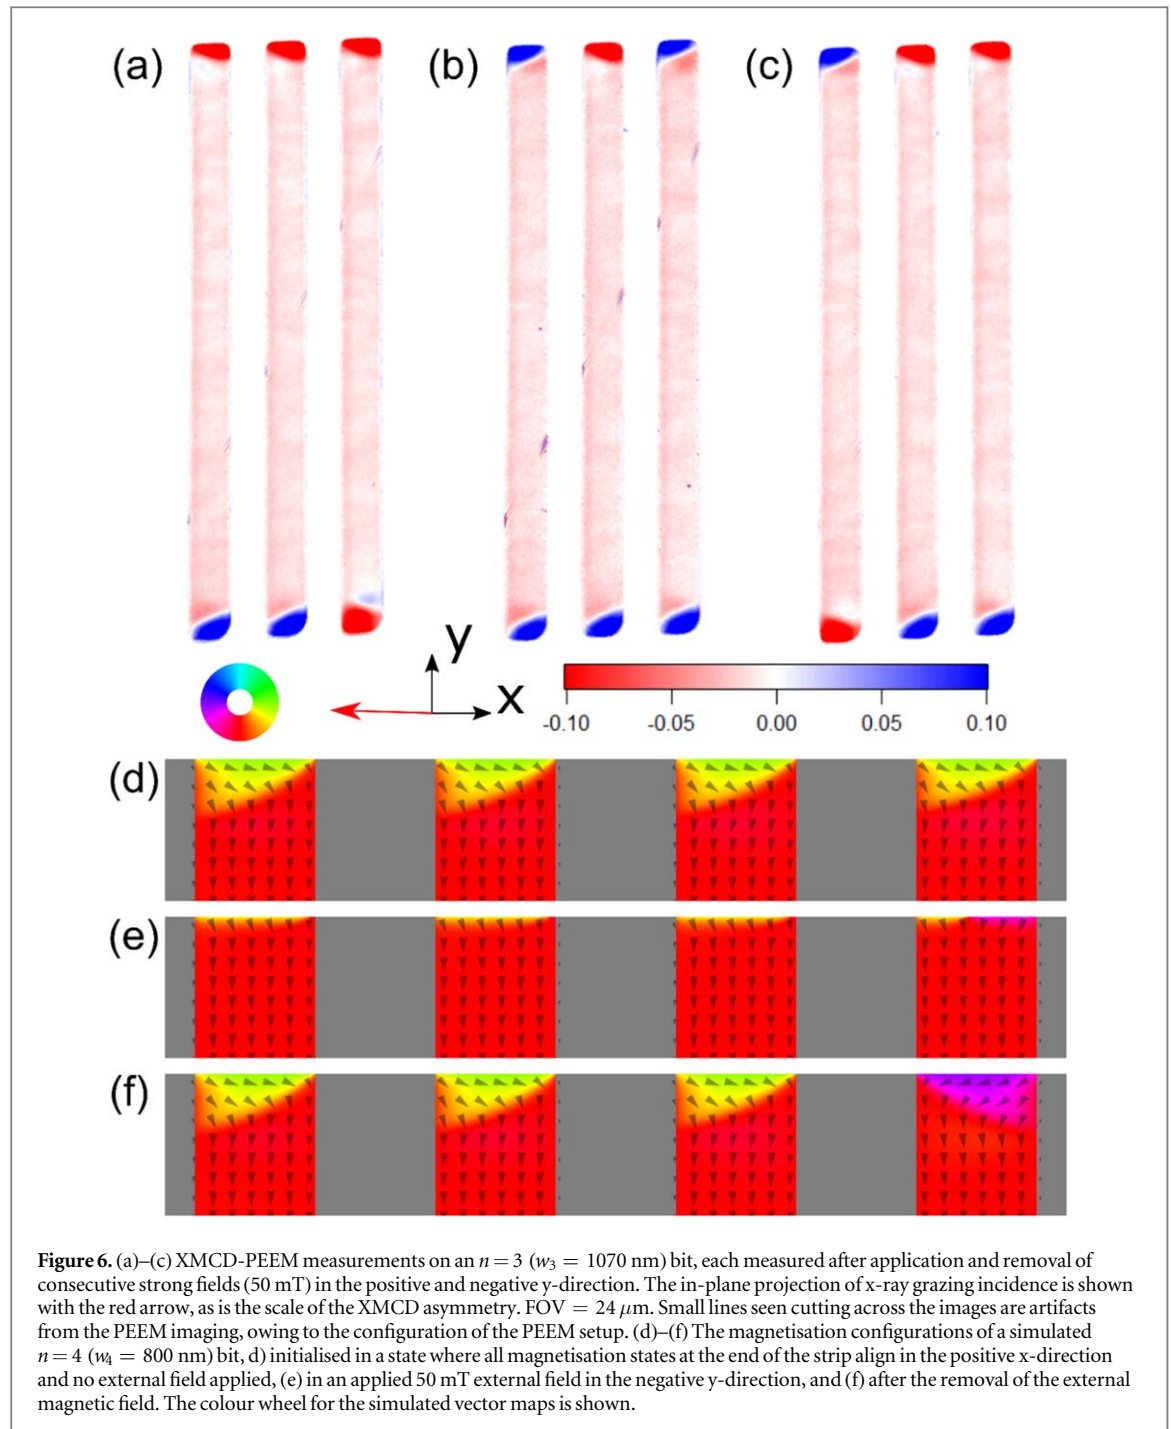 (a)
(b)
(c)
y
x
-0.10 -0.05 0.00 0.05 0.10
(d)
(e)
(f)
Figure 6. (a)–(c) XMCD-PEEM measurements on an n = 3 (w₃ = 1070 nm) bit, each measured after application and removal of
consecutive strong fields (50 mT) in the positive and negative y-direction. The in-plane projection of x-ray grazing incidence is shown
with the red arrow, as is the scale of the XMCD asymmetry. FOV = 24 μm. Small lines seen cutting across the images are artifacts
from the PEEM imaging, owing to the configuration of the PEEM setup. (d)–(f) The magnetisation configurations of a simulated
n = 4 (w₄ = 800 nm) bit, d) initialised in a state where all magnetisation states at the end of the strip align in the positive x-direction
and no external field applied, (e) in an applied 50 mT external field in the negative y-direction, and (f) after the removal of the external
magnetic field. The colour wheel for the simulated vector maps is shown.